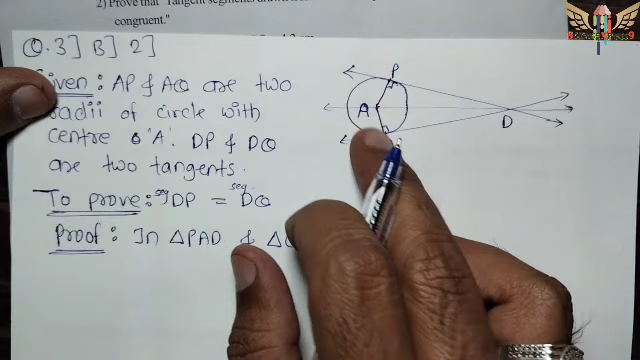 2) Prove that "Tangent segments drawn
congruent."
Q.3] B] 2]
Given: AP & AQ are two
radii of circle with
centre 'A'. DP & DQ
are two tangents.
To prove: seg DP = seg DQ
Proof: In △PAD & △
P
A
D